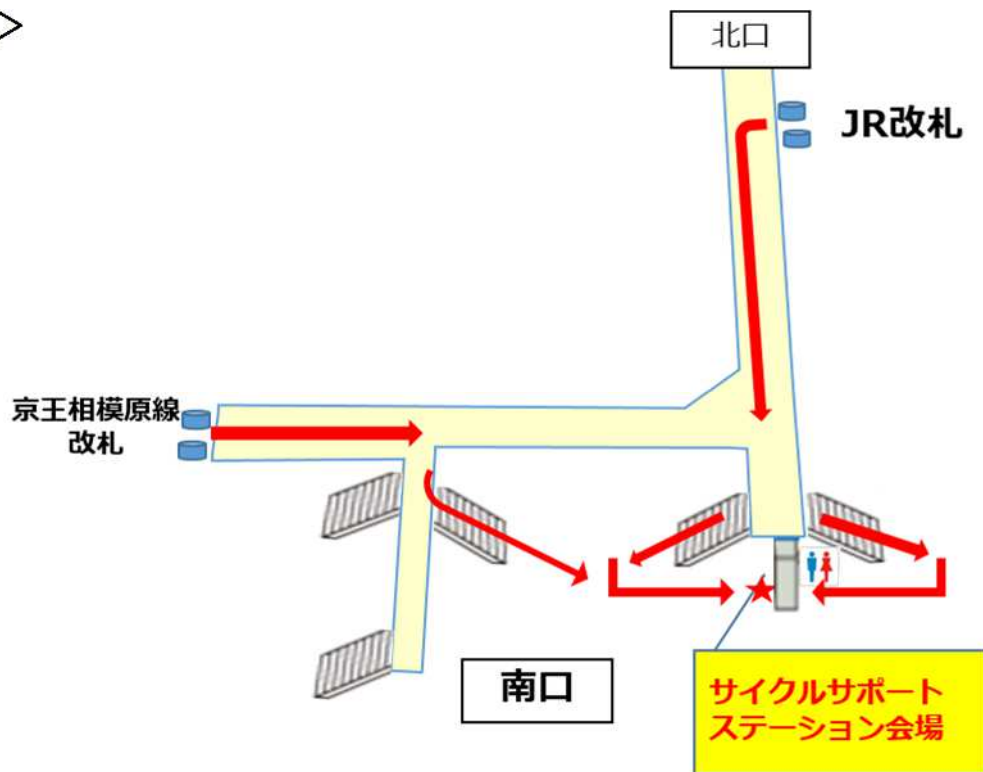 北口
JR改札
京王相模原線
改札
南口
サイクルサポート
ステーション会場